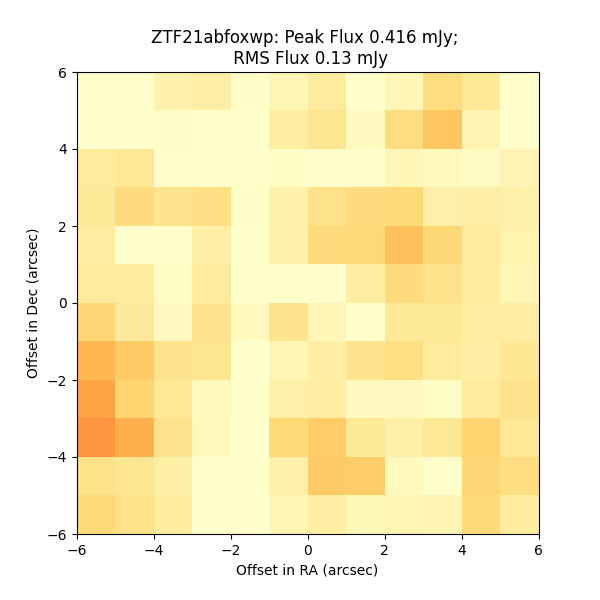 ZTF21abfoxwp: Peak Flux 0.416 mJy;
RMS Flux 0.13 mJy
6
4
2
0
−2
−4
−6
Offset in Dec (arcsec)
−6 −4 −2 0 2 4 6
Offset in RA (arcsec)